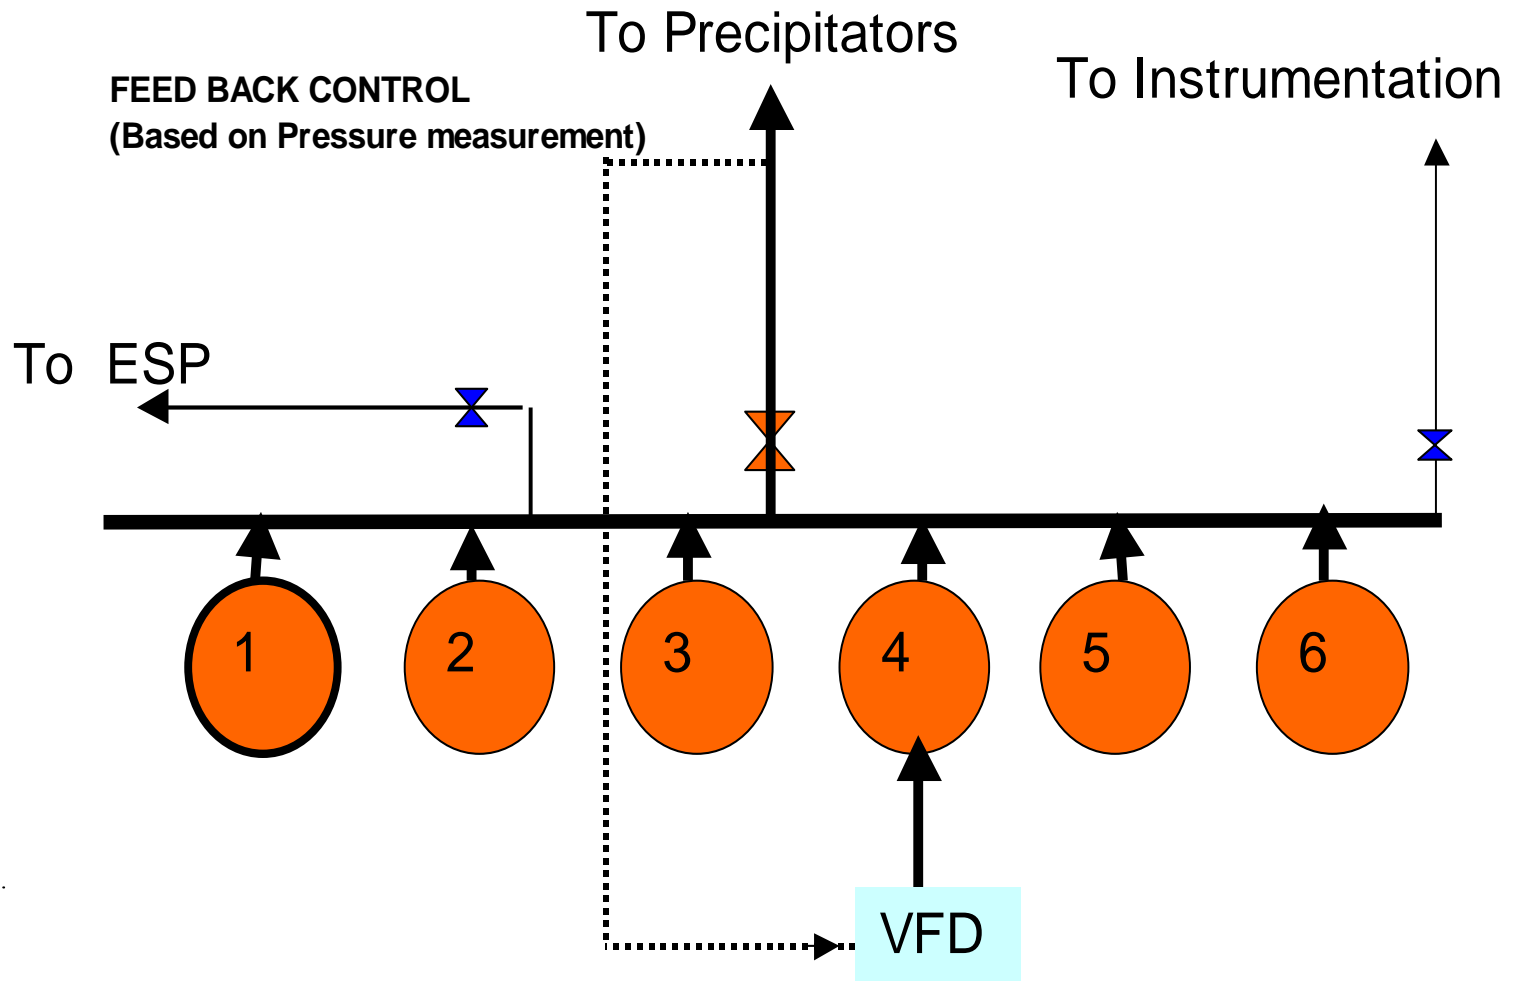 To Precipitators
To Instrumentation
FEED BACK CONTROL
(Based on Pressure measurement)
To ESP
1 2 3 4 5 6
VFD